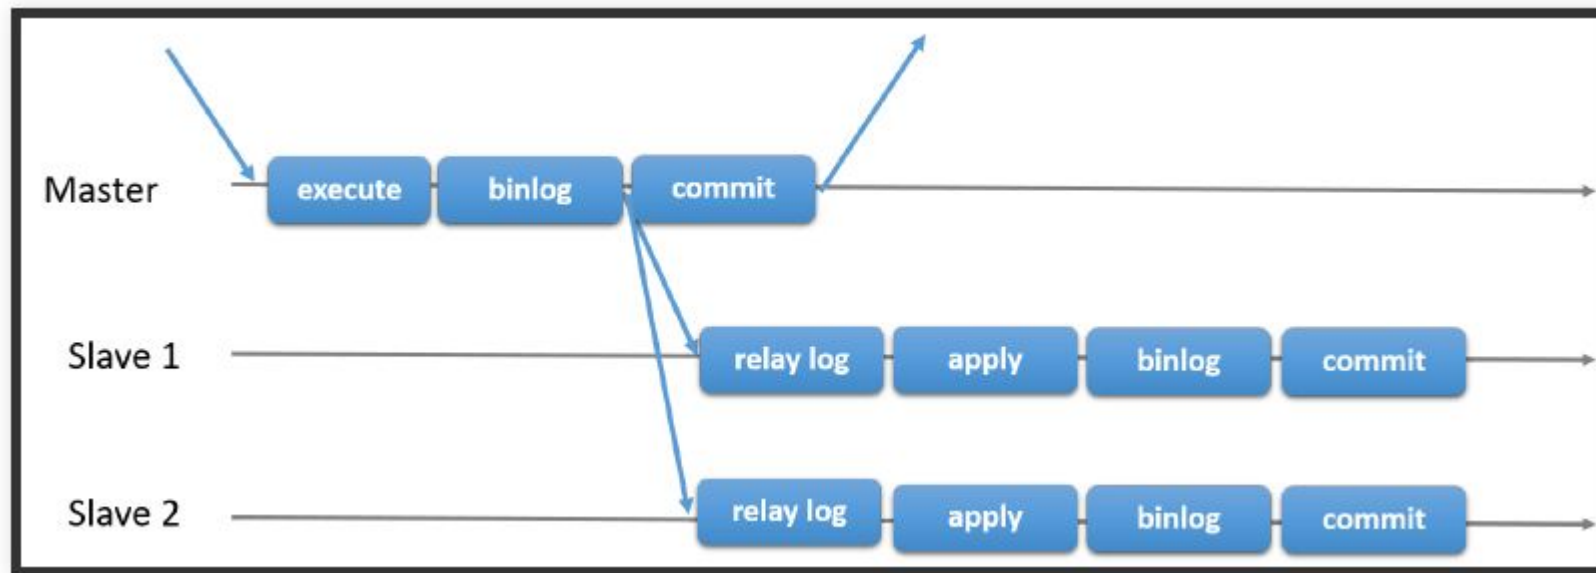 Master execute binlog commit
Slave 1 relay log apply binlog commit
Slave 2 relay log apply binlog commit